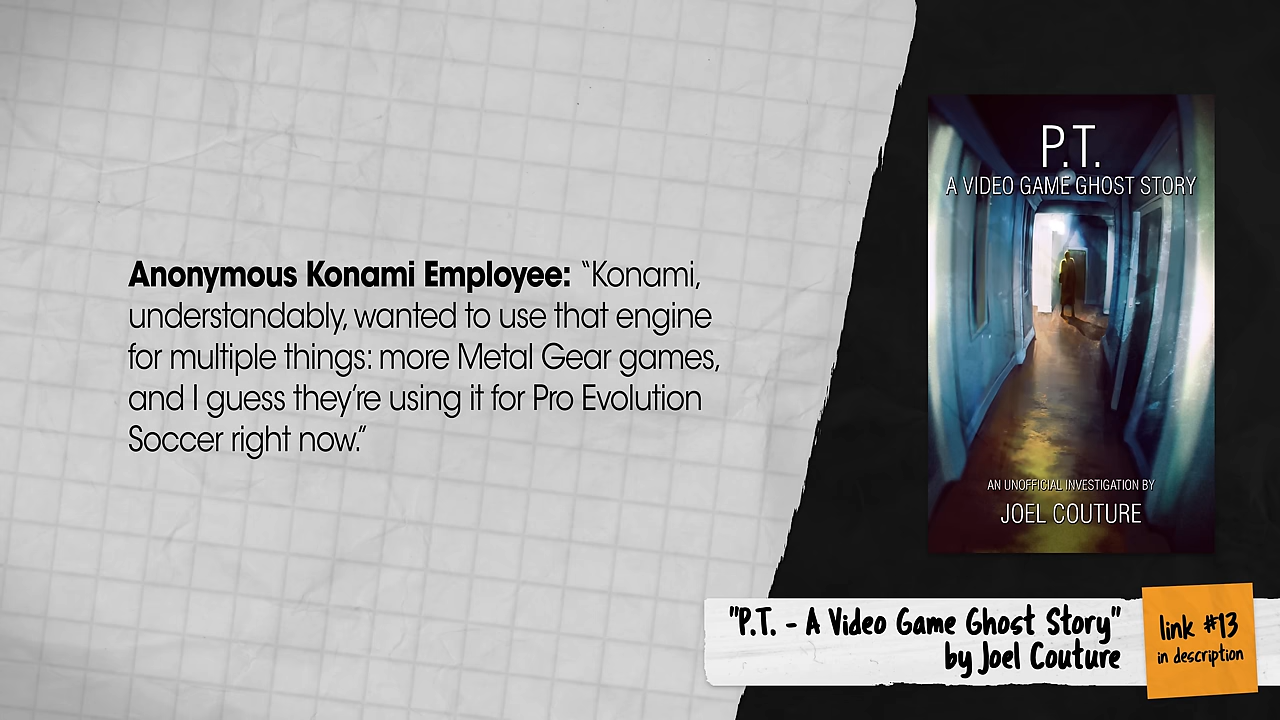 Anonymous Konami Employee: “Konami,
understandably, wanted to use that engine
for multiple things: more Metal Gear games,
and I guess they’re using it for Pro Evolution
Soccer right now.”
P.T.
A VIDEO GAME GHOST STORY
AN UNOFFICIAL INVESTIGATION BY
JOEL COUTURE
"P.T. - A Video Game Ghost Story"
by Joel Couture
link #13
in description